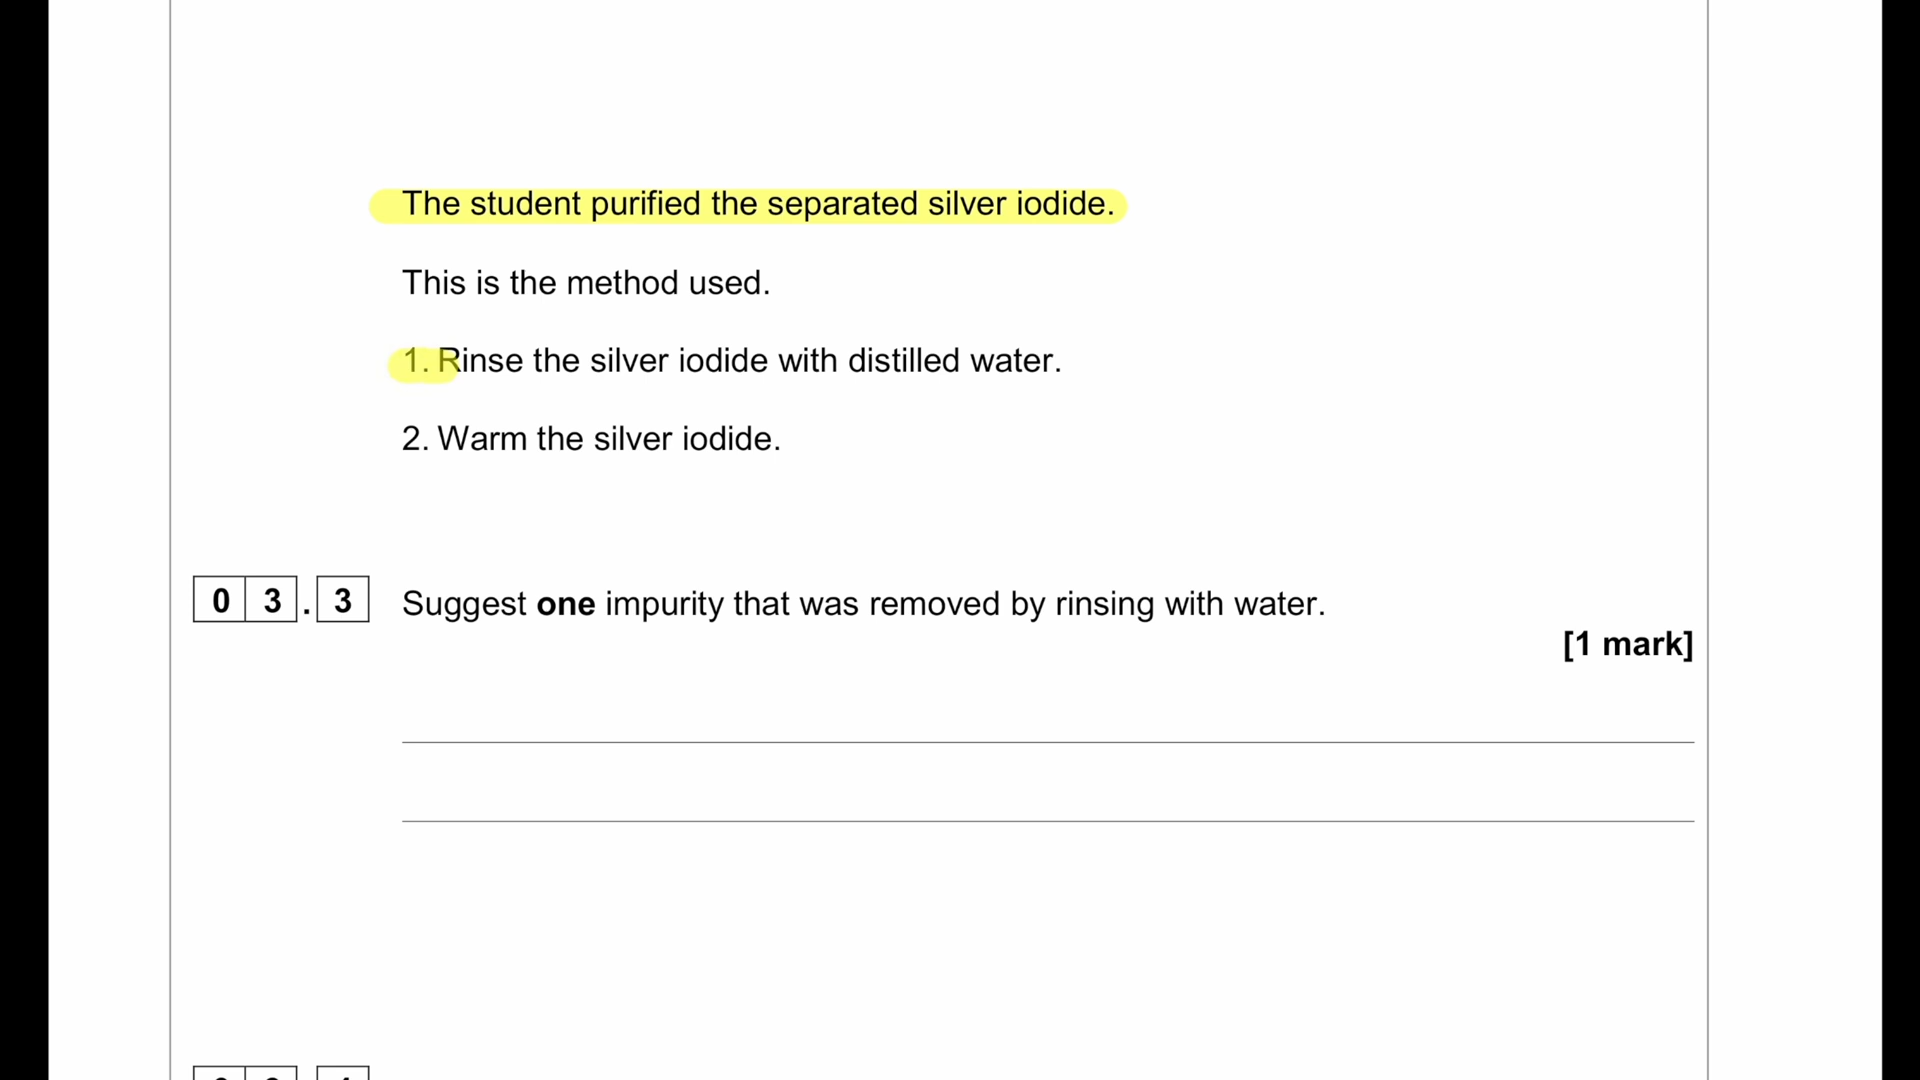 The student purified the separated silver iodide.
This is the method used.
1. Rinse the silver iodide with distilled water.
2. Warm the silver iodide.
03.3 Suggest one impurity that was removed by rinsing with water.
[1 mark]